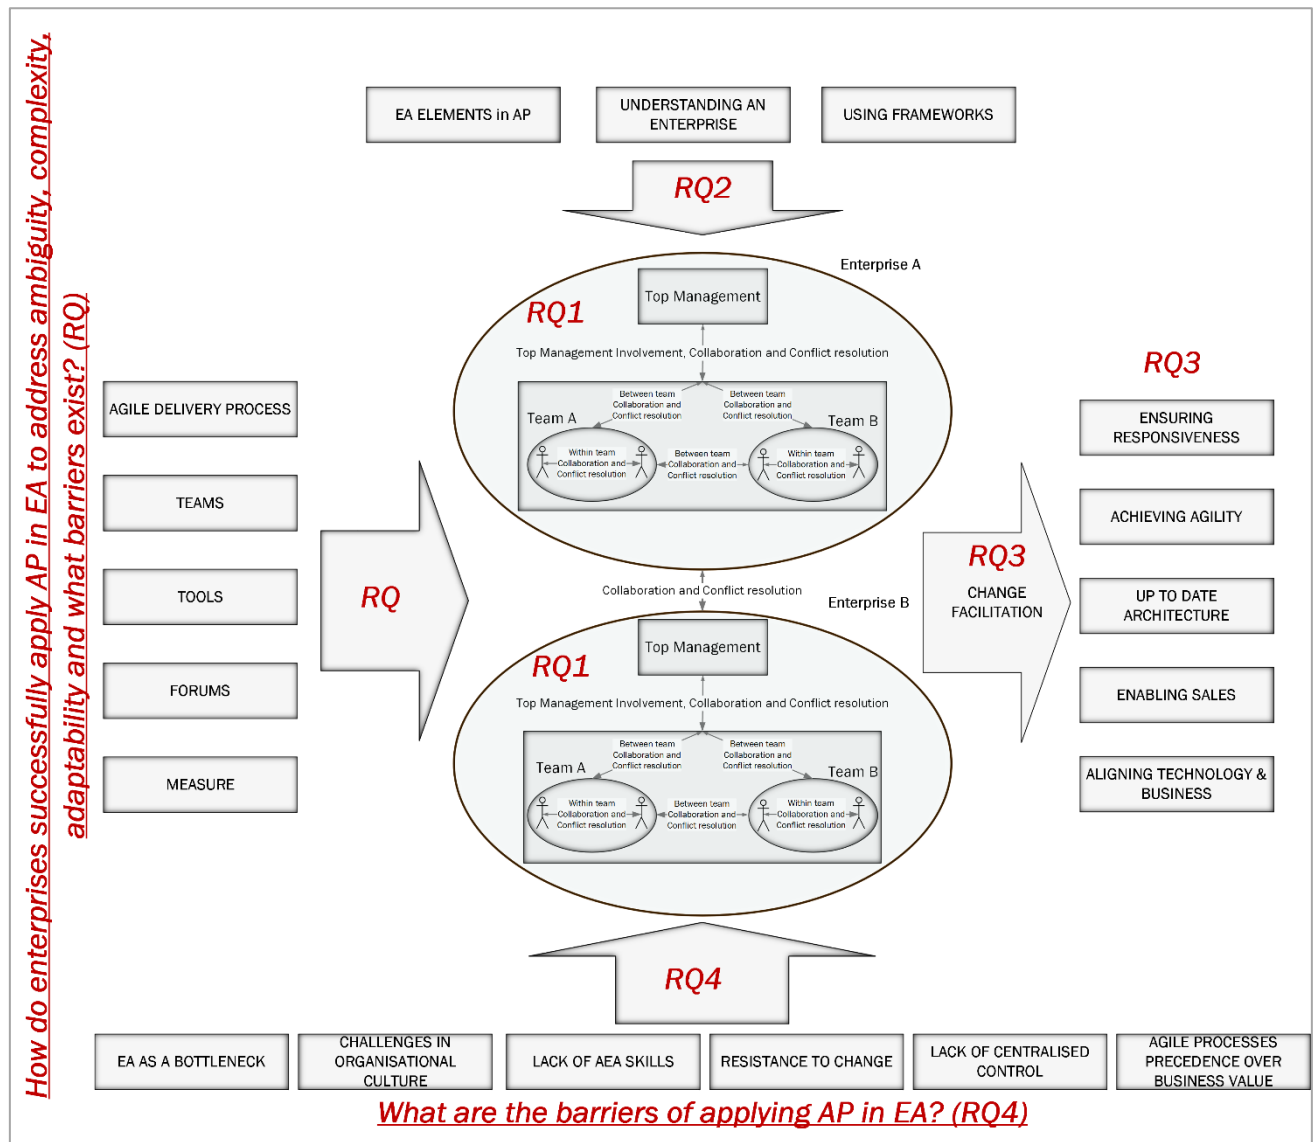 How do enterprises successfully apply AP in EA to address ambiguity, complexity,
adaptability and what barriers exist? (RQ)
EA ELEMENTS in AP
UNDERSTANDING AN
ENTERPRISE
USING FRAMEWORKS
RQ2
Enterprise A
RQ1
Top Management
Top Management Involvement, Collaboration and Conflict resolution
Between team
Collaboration and
Conflict resolution
Between team
Collaboration and
Conflict resolution
Team A
Team B
Within team
Collaboration and
Conflict resolution
Between team
Collaboration and
Conflict resolution
Within team
Collaboration and
Conflict resolution
AGILE DELIVERY PROCESS
TEAMS
TOOLS
FORUMS
MEASURE
RQ
Collaboration and Conflict resolution
Enterprise B
RQ1
Top Management
Top Management Involvement, Collaboration and Conflict resolution
Between team
Collaboration and
Conflict resolution
Between team
Collaboration and
Conflict resolution
Team A
Team B
Within team
Collaboration and
Conflict resolution
Between team
Collaboration and
Conflict resolution
Within team
Collaboration and
Conflict resolution
RQ3
CHANGE
FACILITATION
RQ3
ENSURING
RESPONSIVENESS
ACHIEVING AGILITY
UP TO DATE
ARCHITECTURE
ENABLING SALES
ALIGNING TECHNOLOGY &
BUSINESS
RQ4
EA AS A BOTTLENECK
CHALLENGES IN
ORGANISATIONAL
CULTURE
LACK OF AEA SKILLS
RESISTANCE TO CHANGE
LACK OF CENTRALISED
CONTROL
AGILE PROCESSES
PRECEDENCE OVER
BUSINESS VALUE
What are the barriers of applying AP in EA? (RQ4)